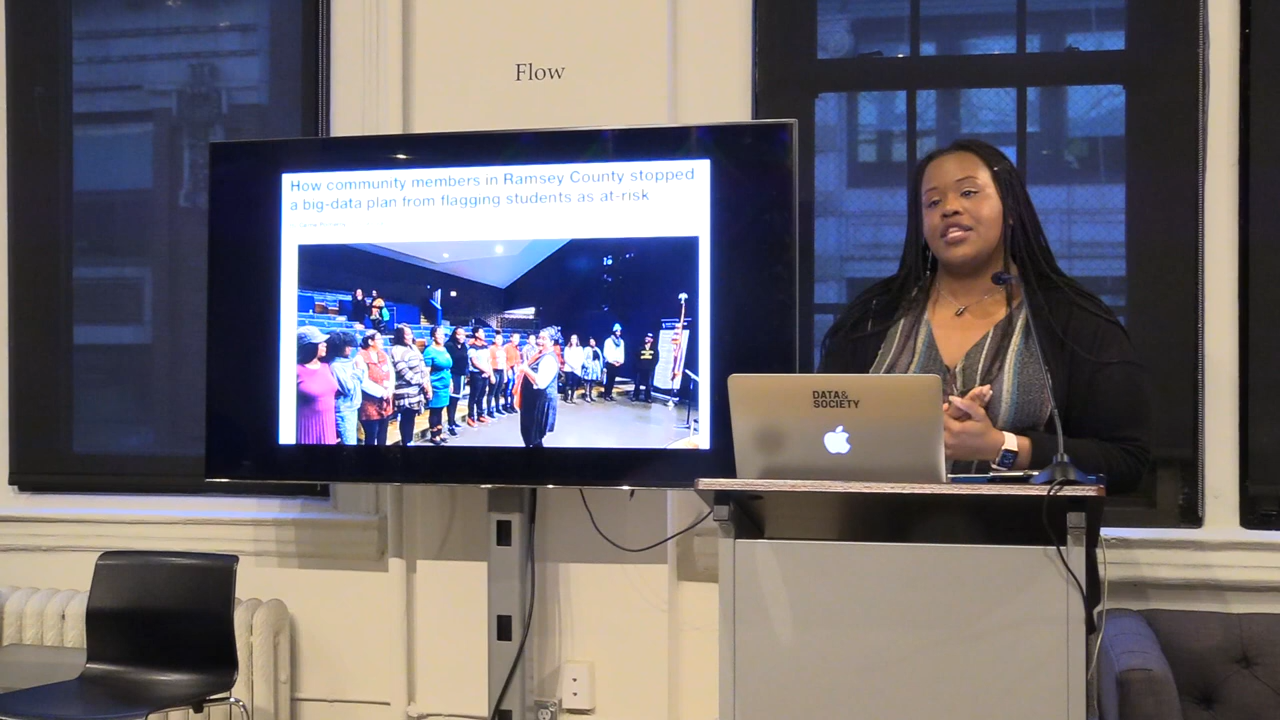 Flow
How community members in Ramsey County stopped
a big-data plan from flagging students as at-risk
DATA&
SOCIETY